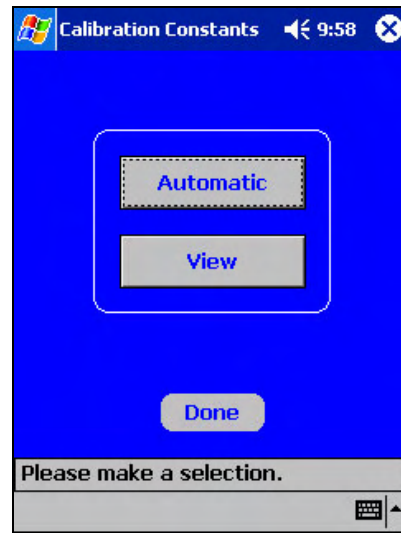 Calibration Constants 9:58
Automatic
View
Done
Please make a selection.